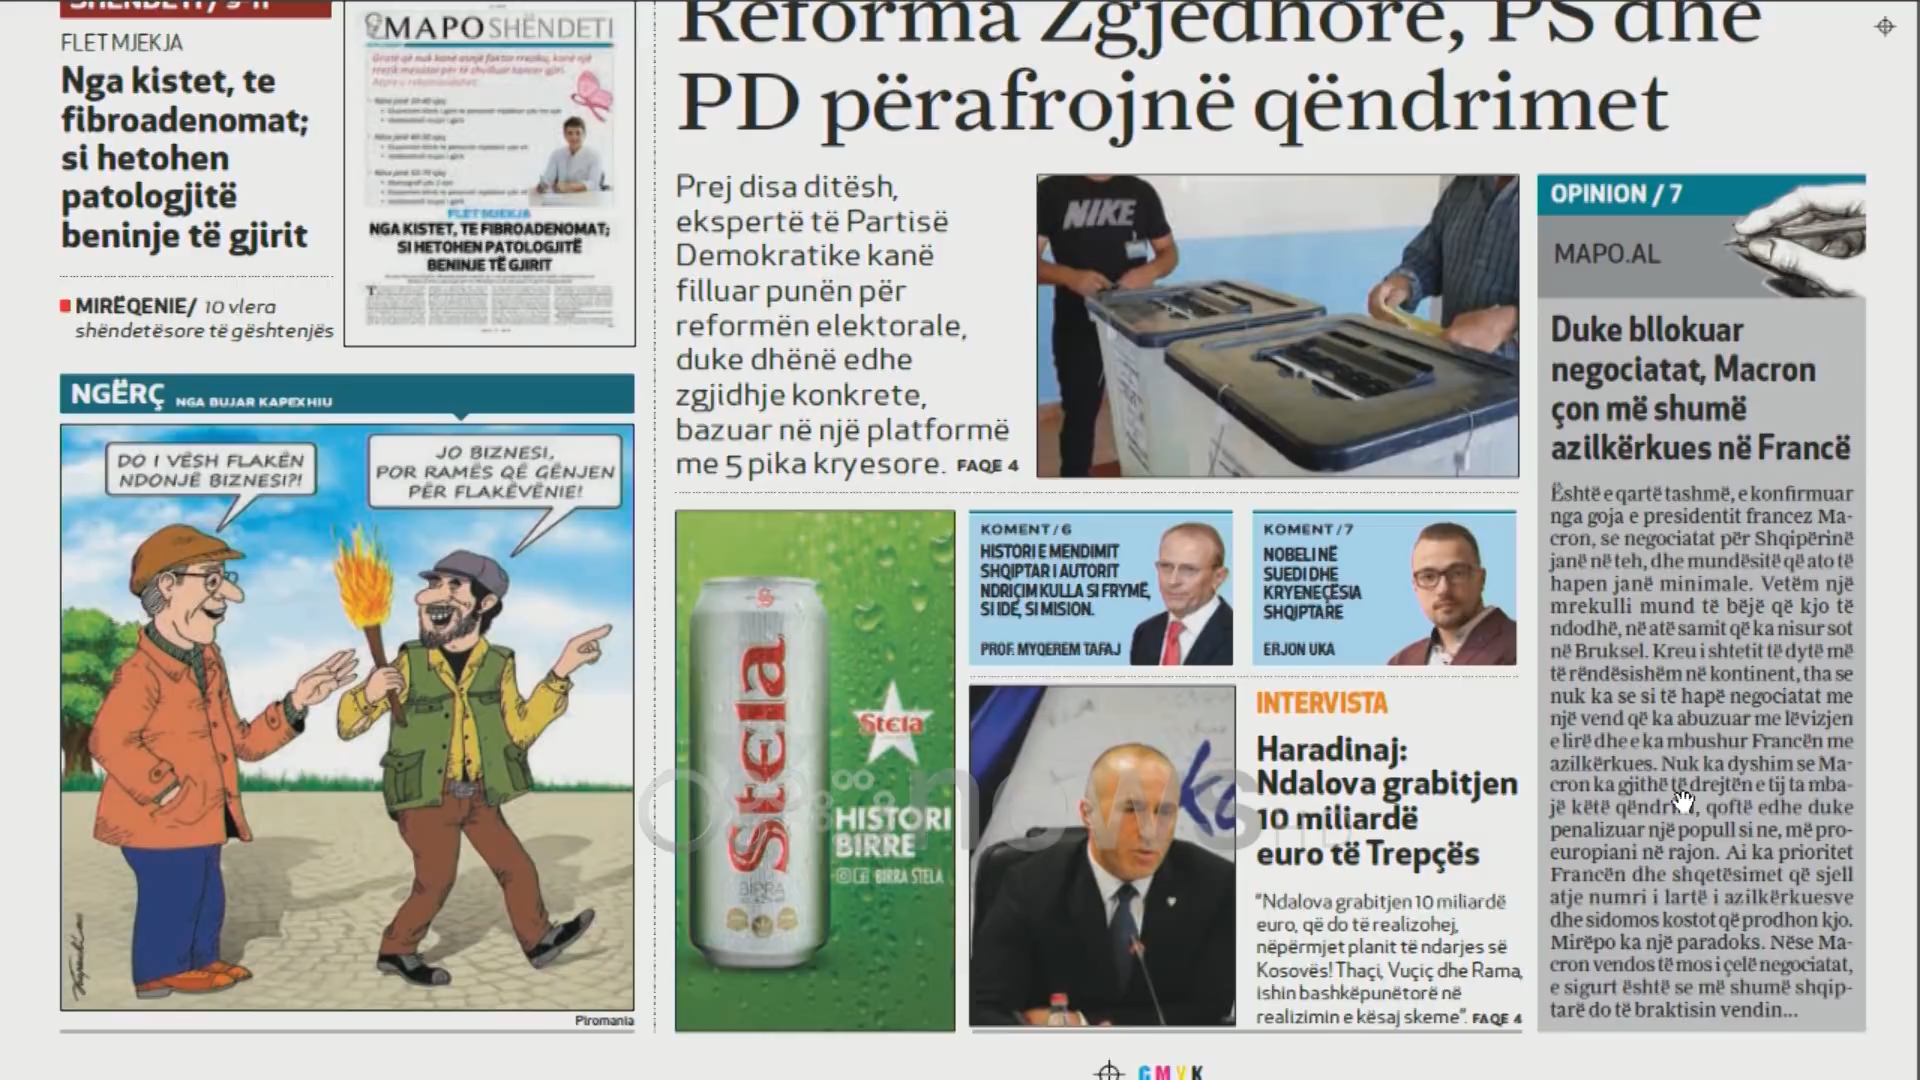 SHËNDETI / 9-11
FLET MJEKJA
Nga kistet, te
fibroadenomat;
si hetohen
patologjitë
beninje të gjirit
MIRËQENIE/ 10 vlera
shëndetësore të gështenjës
MAPO SHËNDETI
FLET MJEKJA
NGA KISTET, TE FIBROADENOMAT;
SI HETOHEN PATOLOGJITË
BENINJE TË GJIRIT
NGËRÇ NGA BUJAR KAPEXHIU
DO I VËSH FLAKËN
NDONJË BIZNESI?!
JO BIZNESI,
POR RAMËS QË GËNJEN
PËR FLAKËVËNIE!
Piromania
Reforma Zgjedhore, PS dhe
PD përafrojnë qëndrimet
Prej disa ditësh,
ekspertë të Partisë
Demokratike kanë
filluar punën për
reformën elektorale,
duke dhënë edhe
zgjidhje konkrete,
bazuar në një platformë
me 5 pika kryesore. FAQE 4
NIKE
Stela
BIPRA
Stela
HISTORI
BIRRE
BIRRA STELA
KOMENT / 6
HISTORI E MENDIMIT
SHQIPTAR I AUTORIT
NDRIÇIM KULLA SI FRYMË,
SI IDE, SI MISION.
PROF. MYQEREM TAFAJ
KOMENT / 7
NOBELI NË
SUEDI DHE
KRYENEÇËSIA
SHQIPTARE
ERJON UKA
INTERVISTA
Haradinaj:
Ndalova grabitjen
10 miliardë
euro të Trepçës
"Ndalova grabitjen 10 miliardë
euro, që do të realizohej,
nëpërmjet planit të ndarjes së
Kosovës! Thaçi, Vuçiç dhe Rama,
ishin bashkëpunëtorë në
realizimin e kësaj skeme". FAQE 4
OPINION / 7
MAPO.AL
Duke bllokuar
negociatat, Macron
çon më shumë
azilkërkues në Francë
Është e qartë tashmë, e konfirmuar
nga goja e presidentit francez Ma-
cron, se negociatat për Shqipërinë
janë në teh, dhe mundësitë që ato të
hapen janë minimale. Vetëm një
mrekulli mund të bëjë që kjo të
ndodhë, në atë samit që ka nisur sot
në Bruksel. Kreu i shtetit të dytë më
të rëndësishëm në kontinent, tha se
nuk ka se si të hapë negociatat me
një vend që ka abuzuar me lëvizjen
e lirë dhe e ka mbushur Francën me
azilkërkues. Nuk ka dyshim se Ma-
cron ka gjithë të drejtën e tij ta mba-
jë këtë , qoftë edhe duke
penalizuar një popull si ne, më pro-
europiani në rajon. Ai ka prioritet
Francën dhe shqetësimet që sjell
atje numri i lartë i azilkërkuesve
dhe sidomos kostot që prodhon kjo.
Mirëpo ka një paradoks. Nëse Ma-
cron vendos të mos i çelë negociatat,
e sigurt është se më shumë shqip-
tarë do të braktisin vendin...
news
CMYK